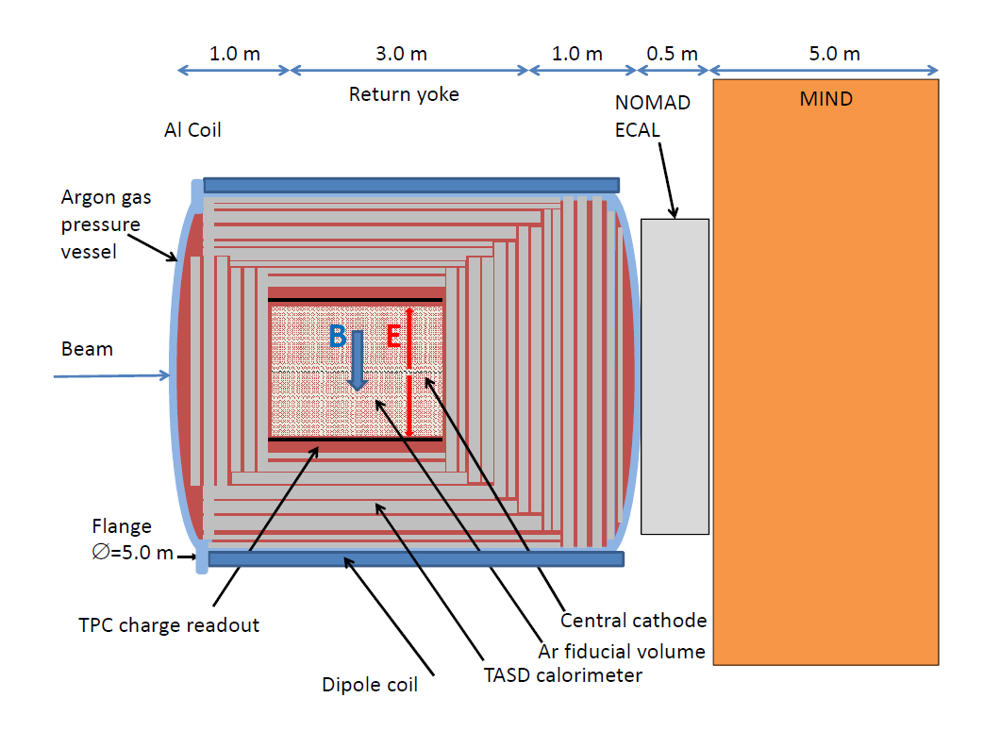 1.0 m
3.0 m
1.0 m
0.5 m
5.0 m
Return yoke
NOMAD
ECAL
MIND
Al Coil
Argon gas
pressure
vessel
B
E
Beam
Flange
∅=5.0 m
TPC charge readout
Central cathode
Ar fiducial volume
TASD calorimeter
Dipole coil